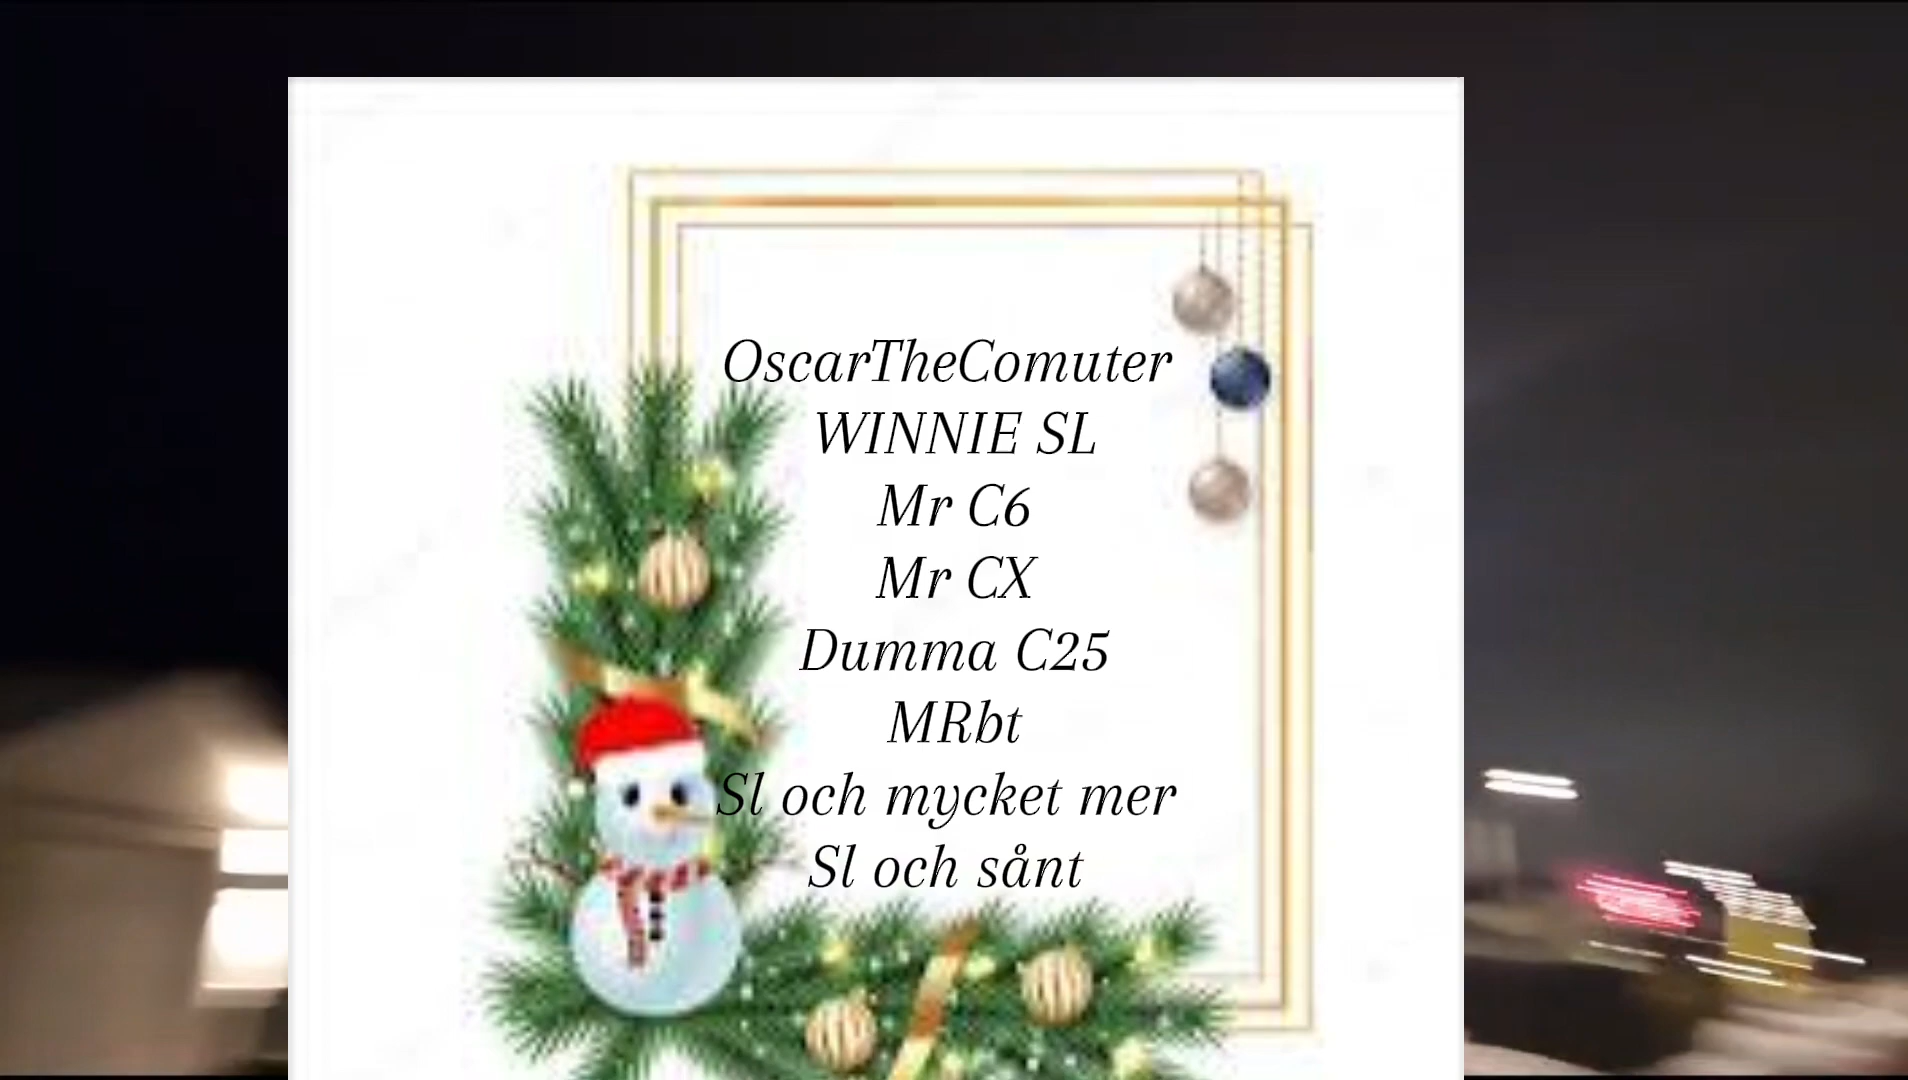 OscarTheComuter
WINNIE SL
Mr C6
Mr CX
Dumma C25
MRbt
Sl och mycket mer
Sl och sånt